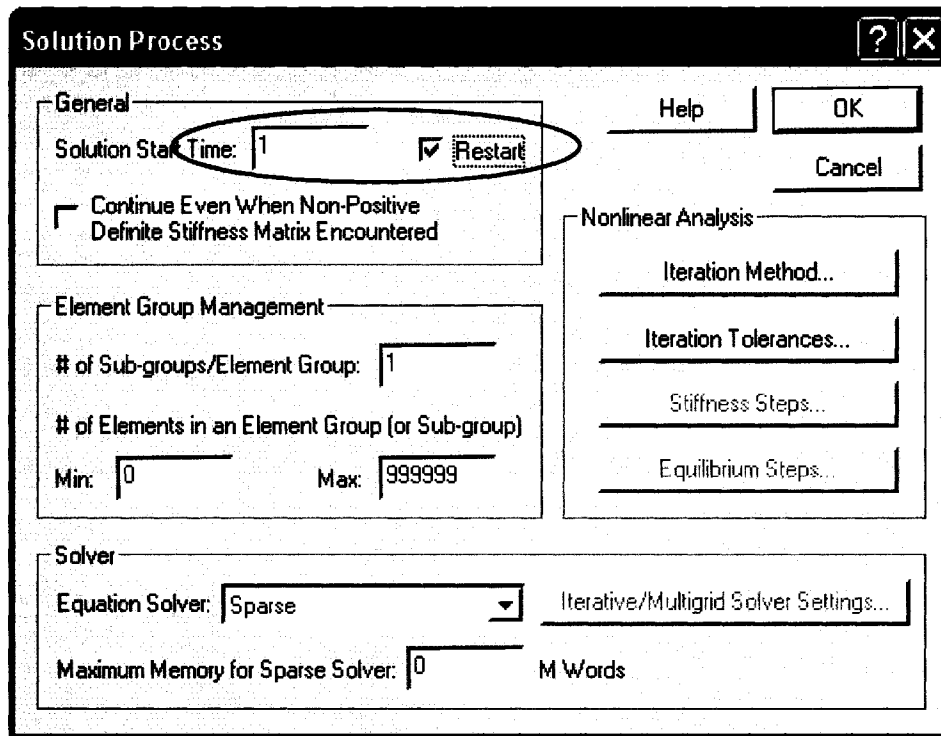 Solution Process
General
Solution Start Time: 1 Restart
Continue Even When Non-Positive
Definite Stiffness Matrix Encountered
Help
OK
Cancel
Nonlinear Analysis
Iteration Method...
Iteration Tolerances...
Stiffness Steps...
Equilibrium Steps...
Element Group Management
# of Sub-groups/Element Group: 1
# of Elements in an Element Group (or Sub-group)
Min: 0 Max: 999999
Solver
Equation Solver: Sparse
Iterative/Multigrid Solver Settings...
Maximum Memory for Sparse Solver: 0 M Words